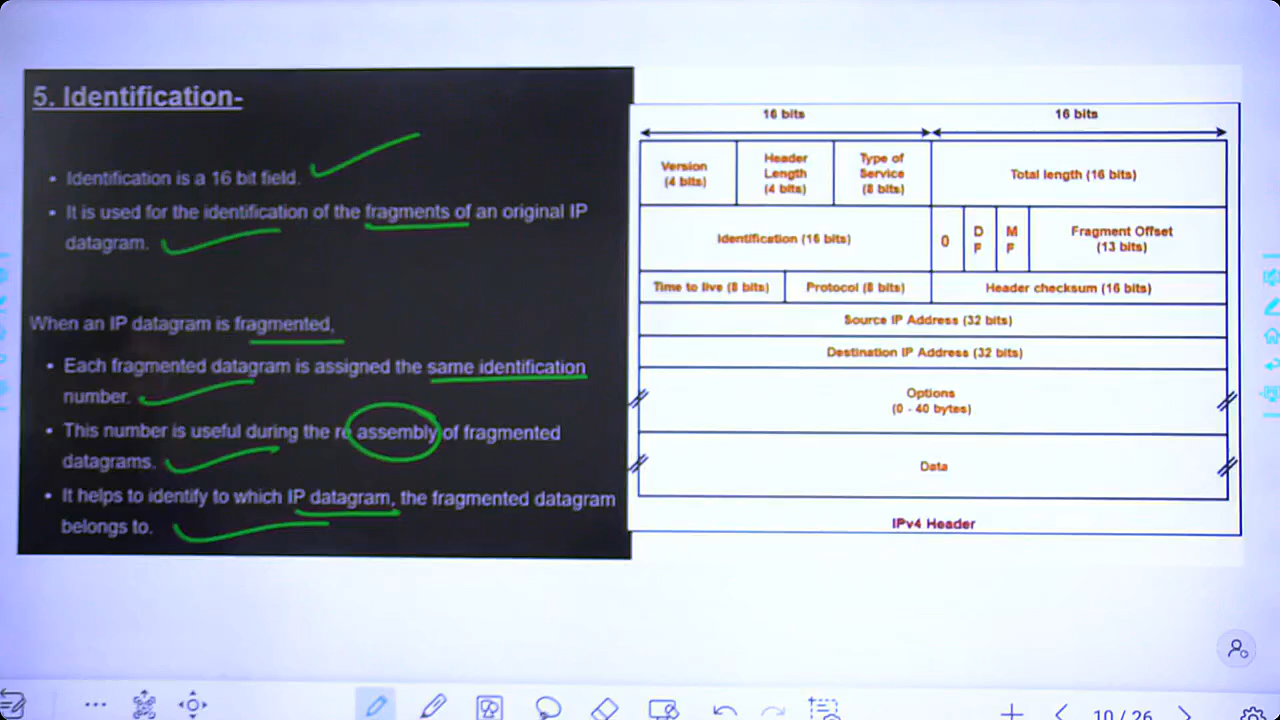 5. Identification-
• Identification is a 16 bit field.
• It is used for the identification of the fragments of an original IP
datagram.
When an IP datagram is fragmented,
• Each fragmented datagram is assigned the same identification
number.
• This number is useful during the re assembly of fragmented
datagrams.
• It helps to identify to which IP datagram, the fragmented datagram
belongs to.
16 bits
16 bits
Version
(4 bits)
Header
Length
(4 bits)
Type of
Service
(8 bits)
Total length (16 bits)
Identification (16 bits)
0
D
F
M
F
Fragment Offset
(13 bits)
Time to live (8 bits)
Protocol (8 bits)
Header checksum (16 bits)
Source IP Address (32 bits)
Destination IP Address (32 bits)
Options
(0 - 40 bytes)
Data
IPv4 Header
10 / 26